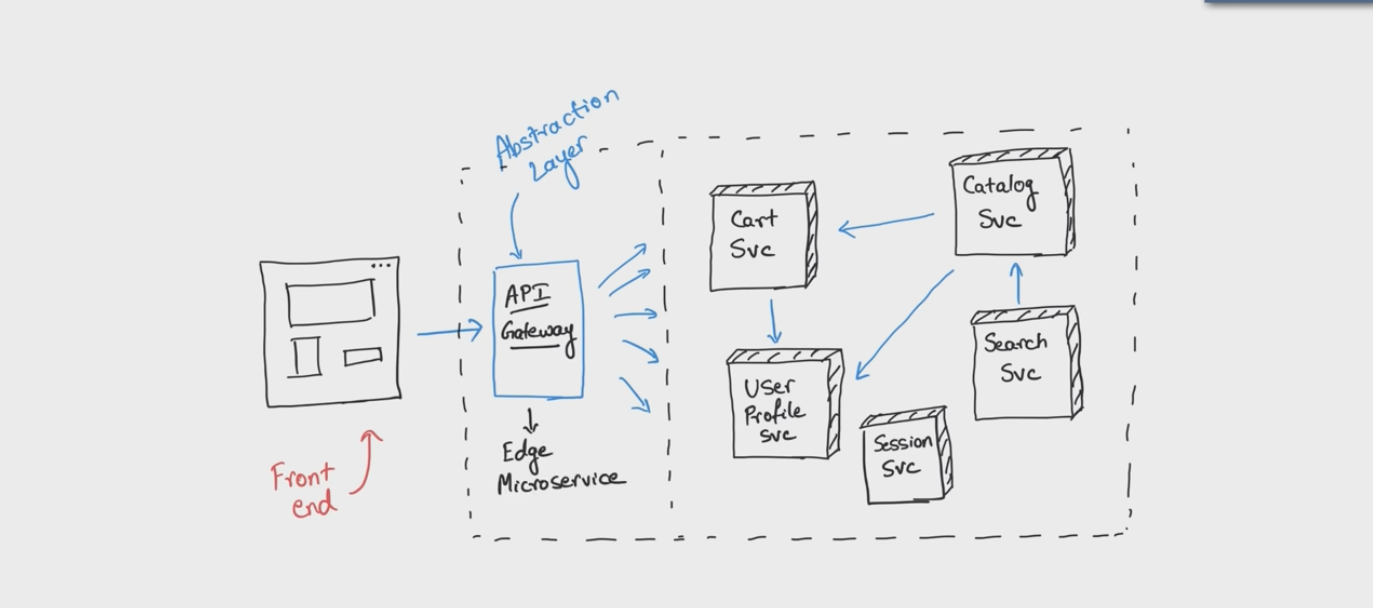 Abstraction
Layer
API
Gateway
Edge
Microservice
Front
end
Cart
Svc
Catalog
Svc
User
Profile
svc
Search
Svc
Session
Svc